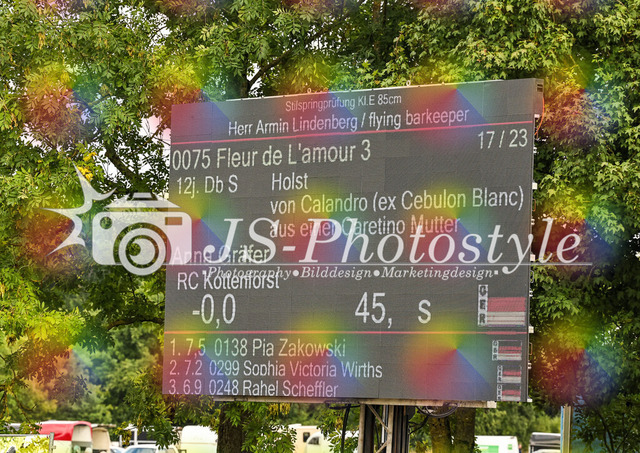 Stilspringprüfung Kl.E 85cm
Herr Armin Lindenberg / flying barkeeper
0075 Fleur de L'amour 3 17 / 23
12j. Db S Holst
von Calandro (ex Cebulon Blanc)
aus einer Caretino Mutter
JS-Photostyle
Anne Gräfer
•Photography•Bilddesign•Marketingdesign•
RC Kottenforst
-0,0 45, s
1. 7.5 0138 Pia Zakowski
2. 7.2 0299 Sophia Victoria Wirths
3. 6.9 0248 Rahel Scheffler